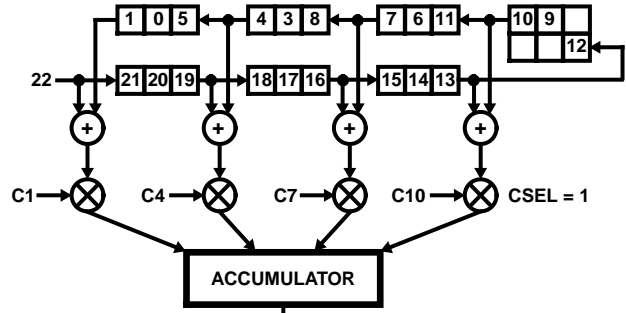 1 0 5 4 3 8 7 6 11 10 9
12
22 21 20 19 18 17 16 15 14 13
+ + + +
C1 C4 C7 C10 CSEL = 1
ACCUMULATOR